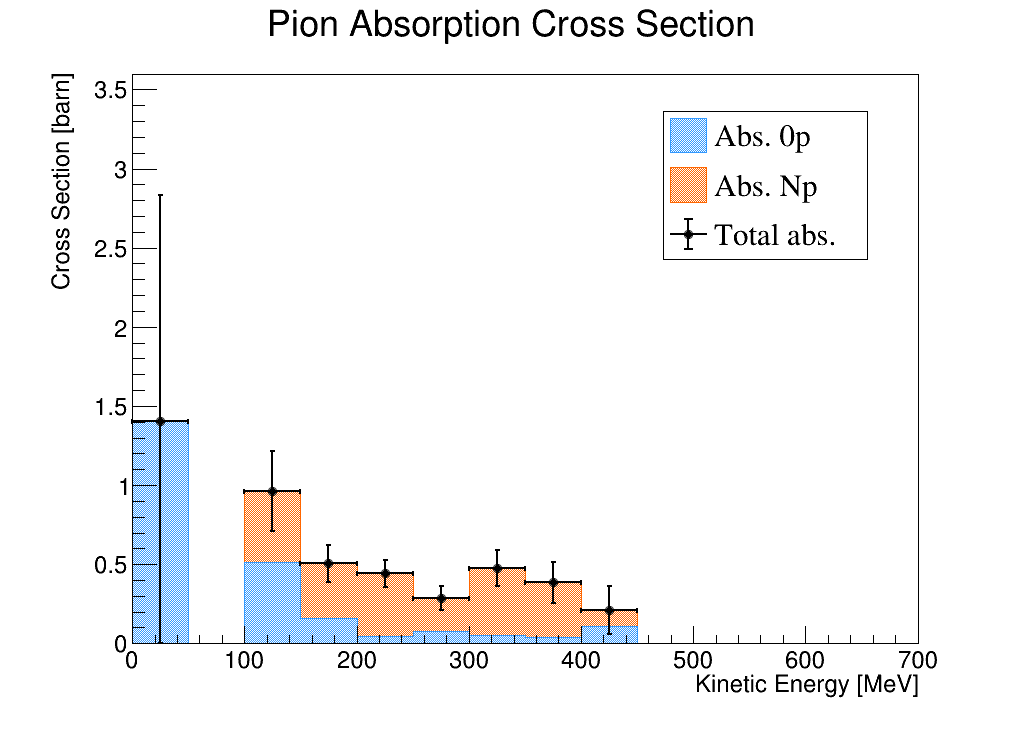 Pion Absorption Cross Section
Cross Section [barn]
3.5
3
2.5
2
1.5
1
0.5
0
Abs. 0p
Abs. Np
Total abs.
0 100 200 300 400 500 600 700
Kinetic Energy [MeV]